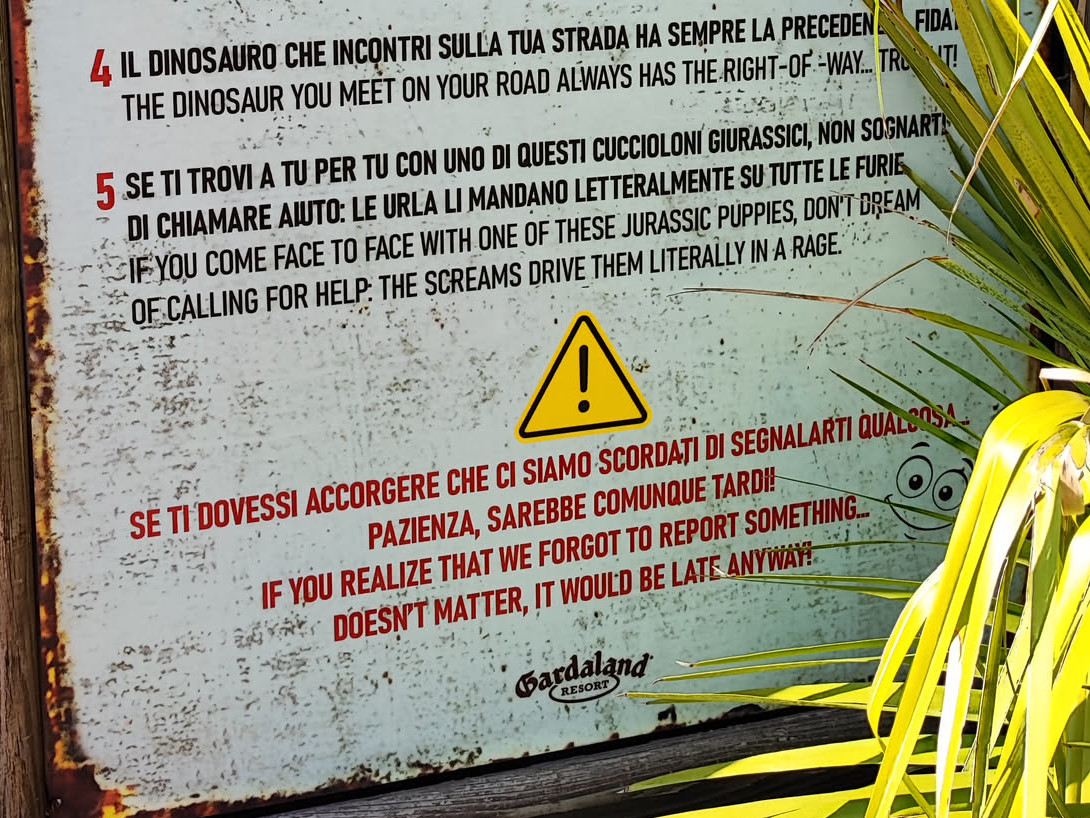 4 IL DINOSAURO CHE INCONTRI SULLA TUA STRADA HA SEMPRE LA
THE DINOSAUR YOU MEET ON YOUR ROAD ALWAYS HAS THE RIGHT-OF -WAY...
5 SE TI TROVI A TU PER TU CON UNO DI QUESTI CUCCIOLONI GIURASSICI, NON SOGNARTI
DI CHIAMARE AIUTO: LE URLA LI MANDANO LETTERALMENTE SU TUTTE LE FURIE
IF YOU COME FACE TO FACE WITH ONE OF THESE JURASSIC PUPPIES, DON'T DREAM
OF CALLING FOR HELP: THE SCREAMS DRIVE THEM LITERALLY IN A RAGE.
SE TI DOVESSI ACCORGERE CHE CI SIAMO SCORDATI DI SEGNALARTI QUALCOSA...
PAZIENZA, SAREBBE COMUNQUE TARDI!
IF YOU REALIZE THAT WE FORGOT TO REPORT SOMETHING...
DOESN'T MATTER, IT WOULD BE LATE ANYWAY!
Gardaland
RESORT